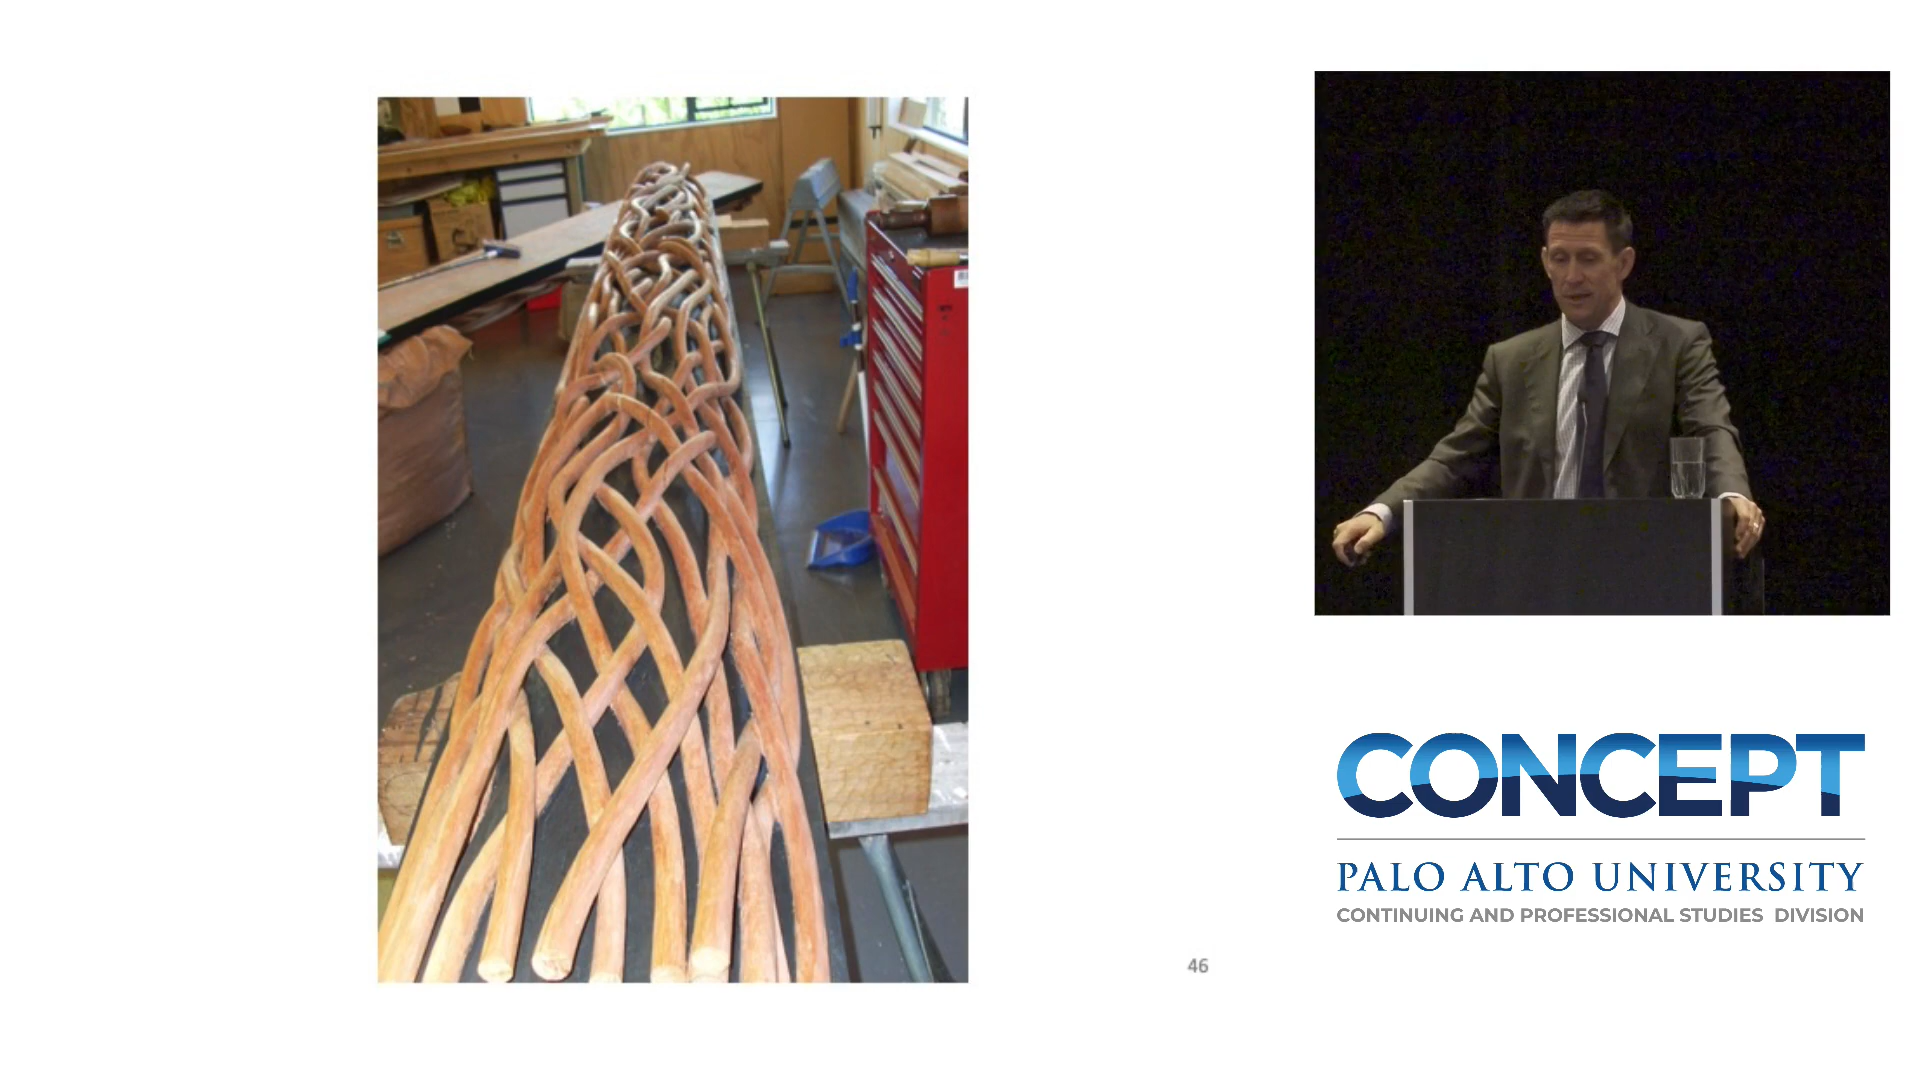 CONCEPT
PALO ALTO UNIVERSITY
CONTINUING AND PROFESSIONAL STUDIES DIVISION
46